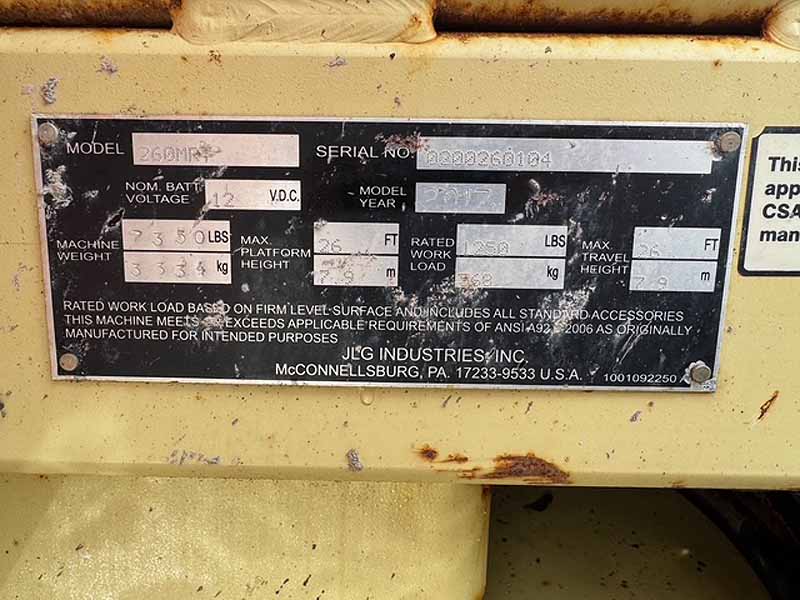 MODEL 260MRT SERIAL NO. 0200260104
NOM. BATT. VOLTAGE 12 V.D.C. MODEL YEAR 2017
MACHINE WEIGHT 7350 LBS 3334 kg
MAX. PLATFORM HEIGHT 26 FT 7.9 m
RATED WORK LOAD 1250 LBS 568 kg
MAX. TRAVEL HEIGHT 26 FT 7.9 m
RATED WORK LOAD BASED ON FIRM LEVEL SURFACE AND INCLUDES ALL STANDARD ACCESSORIES
THIS MACHINE MEETS EXCEEDS APPLICABLE REQUIREMENTS OF ANSI 2006 AS ORIGINALLY
MANUFACTURED FOR INTENDED PURPOSES
JLG INDUSTRIES, INC.
McCONNELLSBURG, PA. 17233-9533 U.S.A. 1001092250 A
This
app
CSA
man